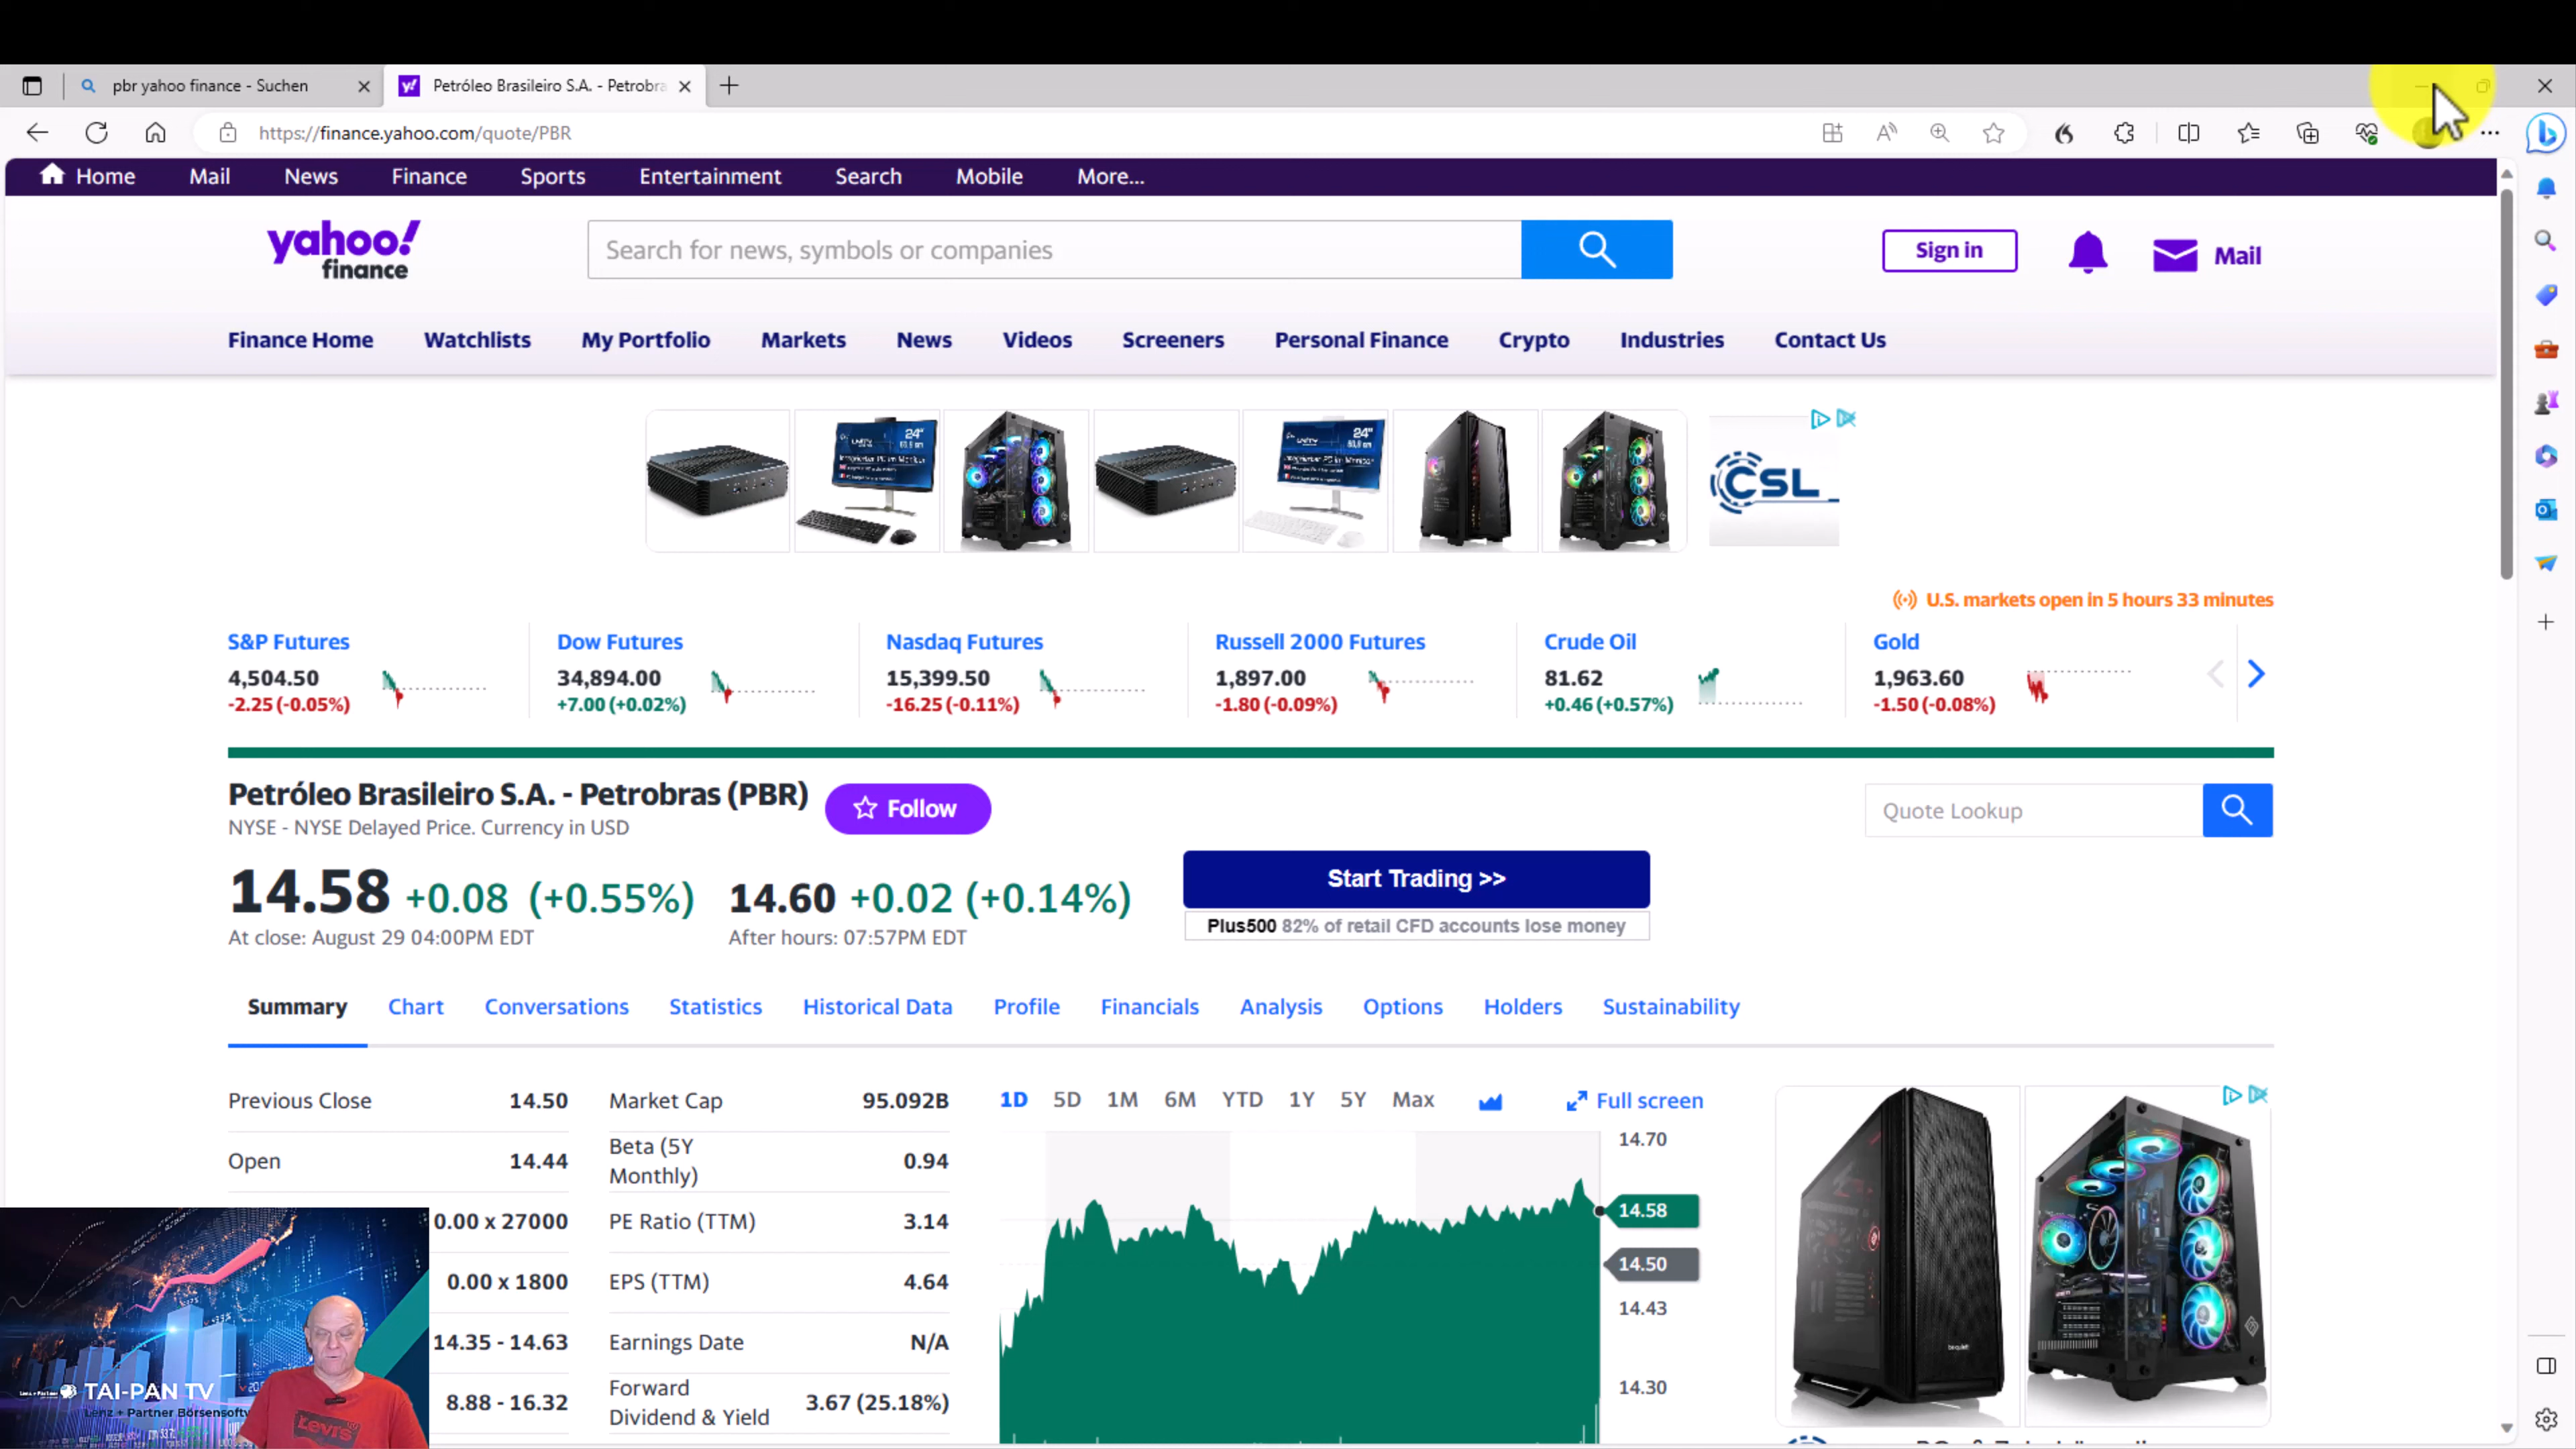 pbr yahoo finance - Suchen
Petróleo Brasileiro S.A. - Petrobra
https://finance.yahoo.com/quote/PBR
Home Mail News Finance Sports Entertainment Search Mobile More...
yahoo!
finance
Search for news, symbols or companies
Sign in
Mail
Finance Home Watchlists My Portfolio Markets News Videos Screeners Personal Finance Crypto Industries Contact Us
24"
24"
CSL
U.S. markets open in 5 hours 33 minutes
S&P Futures Dow Futures Nasdaq Futures Russell 2000 Futures Crude Oil Gold
4,504.50 34,894.00 15,399.50 1,897.00 81.62 1,963.60
-2.25 (-0.05%) +7.00 (+0.02%) -16.25 (-0.11%) -1.80 (-0.09%) +0.46 (+0.57%) -1.50 (-0.08%)
Petróleo Brasileiro S.A. - Petrobras (PBR)
Follow
NYSE - NYSE Delayed Price. Currency in USD
Quote Lookup
14.58 +0.08 (+0.55%) 14.60 +0.02 (+0.14%)
At close: August 29 04:00PM EDT After hours: 07:57PM EDT
Start Trading >>
Plus500 82% of retail CFD accounts lose money
Summary Chart Conversations Statistics Historical Data Profile Financials Analysis Options Holders Sustainability
Previous Close 14.50
Open 14.44
0.00 x 27000
0.00 x 1800
14.35 - 14.63
8.88 - 16.32
Market Cap 95.092B
Beta (5Y
Monthly) 0.94
PE Ratio (TTM) 3.14
EPS (TTM) 4.64
Earnings Date N/A
Forward
Dividend & Yield 3.67 (25.18%)
1D 5D 1M 6M YTD 1Y 5Y Max Full screen
14.70
14.58
14.50
14.43
14.30
TAI-PAN TV
Lenz + Partner Börsensoftw
Levi's